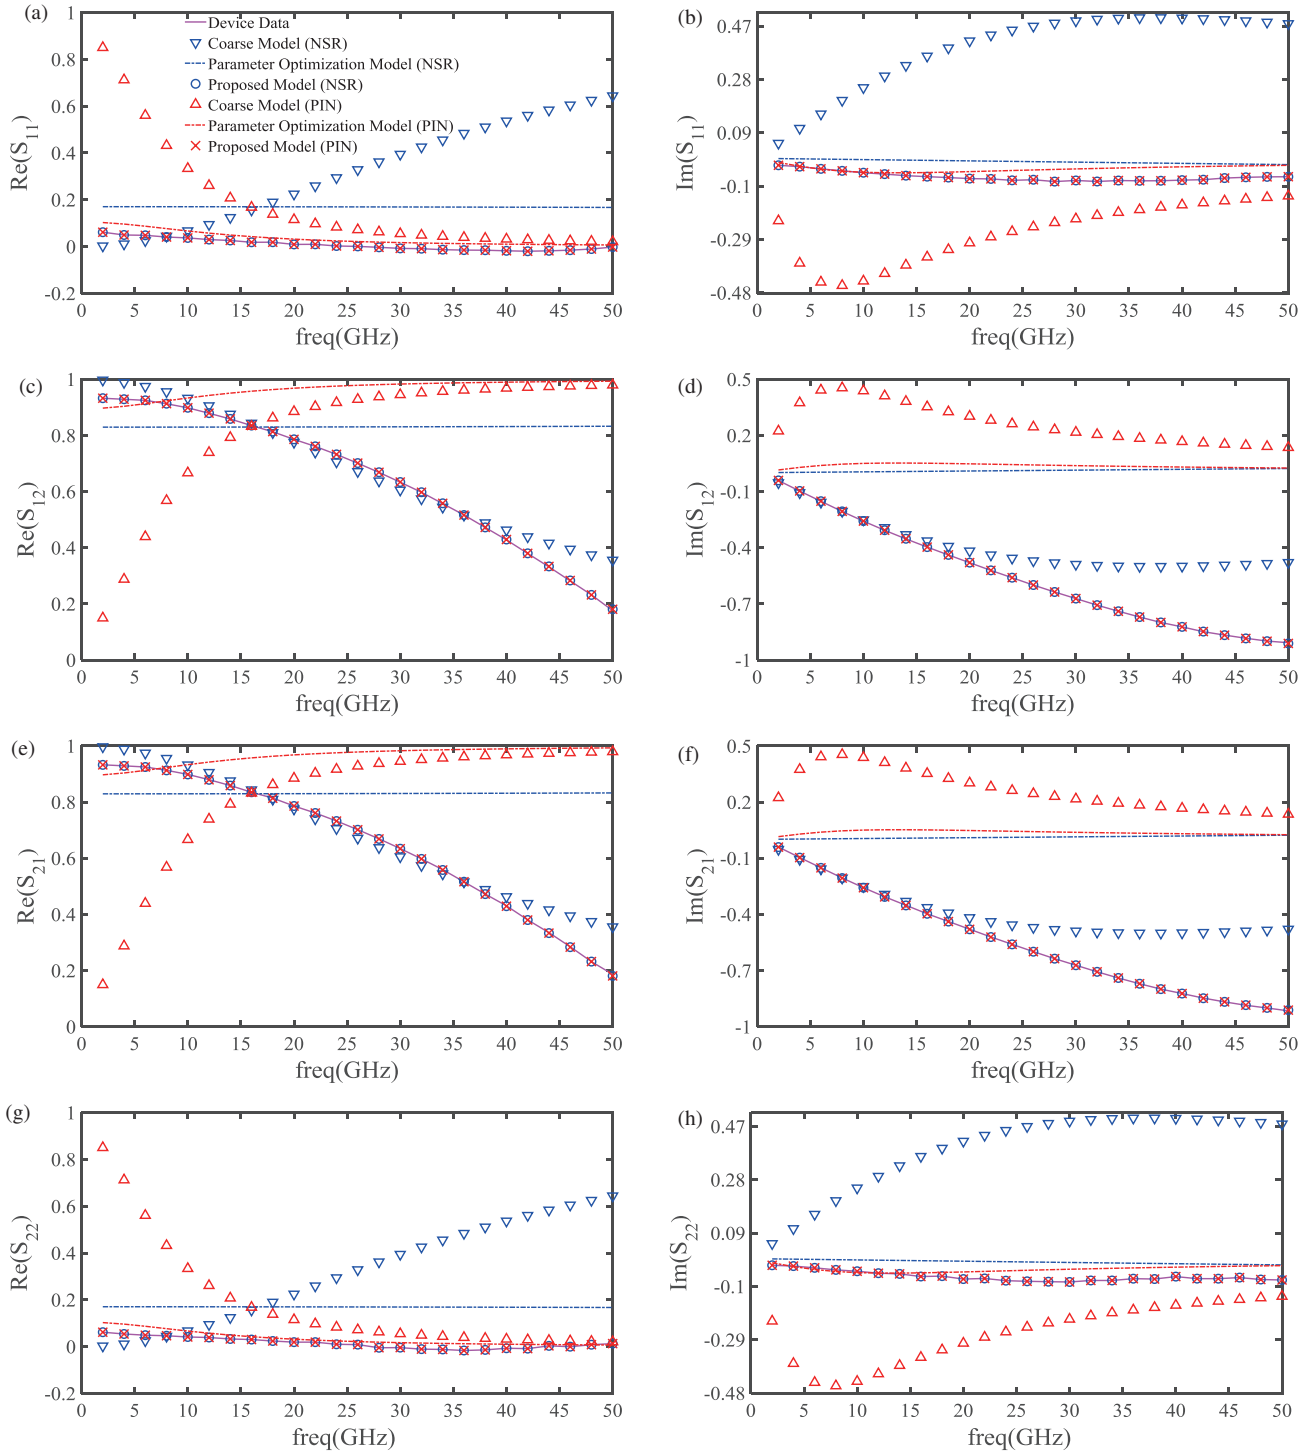 (a)
Device Data
Coarse Model (NSR)
Parameter Optimization Model (NSR)
Proposed Model (NSR)
Coarse Model (PIN)
Parameter Optimization Model (PIN)
Proposed Model (PIN)
1
0.8
0.6
0.4
0.2
0
-0.2
Re(S11)
0 5 10 15 20 25 30 35 40 45 50
freq(GHz)
(b)
0.47
0.28
0.09
-0.1
-0.29
-0.48
Im(S11)
0 5 10 15 20 25 30 35 40 45 50
freq(GHz)
(c)
1
0.8
0.6
0.4
0.2
0
Re(S12)
0 5 10 15 20 25 30 35 40 45 50
freq(GHz)
(d)
0.5
0.2
-0.1
-0.4
-0.7
-1
Im(S12)
0 5 10 15 20 25 30 35 40 45 50
freq(GHz)
(e)
1
0.8
0.6
0.4
0.2
0
Re(S21)
0 5 10 15 20 25 30 35 40 45 50
freq(GHz)
(f)
0.5
0.2
-0.1
-0.4
-0.7
-1
Im(S21)
0 5 10 15 20 25 30 35 40 45 50
freq(GHz)
(g)
1
0.8
0.6
0.4
0.2
0
-0.2
Re(S22)
0 5 10 15 20 25 30 35 40 45 50
freq(GHz)
(h)
0.47
0.28
0.09
-0.1
-0.29
-0.48
Im(S22)
0 5 10 15 20 25 30 35 40 45 50
freq(GHz)